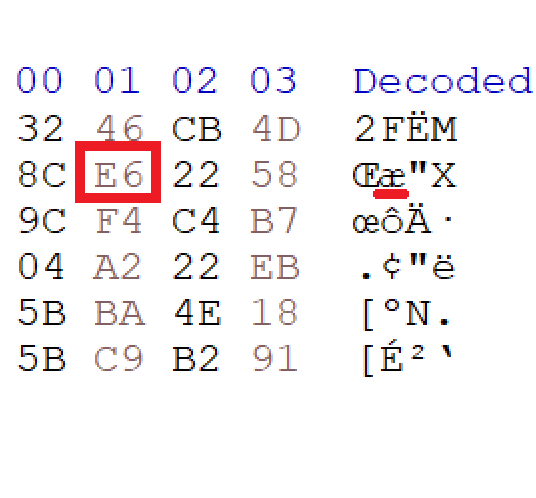 00 01 02 03 Decoded
32 46 CB 4D 2FËM
8C E6 22 58 Œæ"X
9C F4 C4 B7 œôÄ·
04 A2 22 EB .¢"ë
5B BA 4E 18 [ºN.
5B C9 B2 91 [É²‘